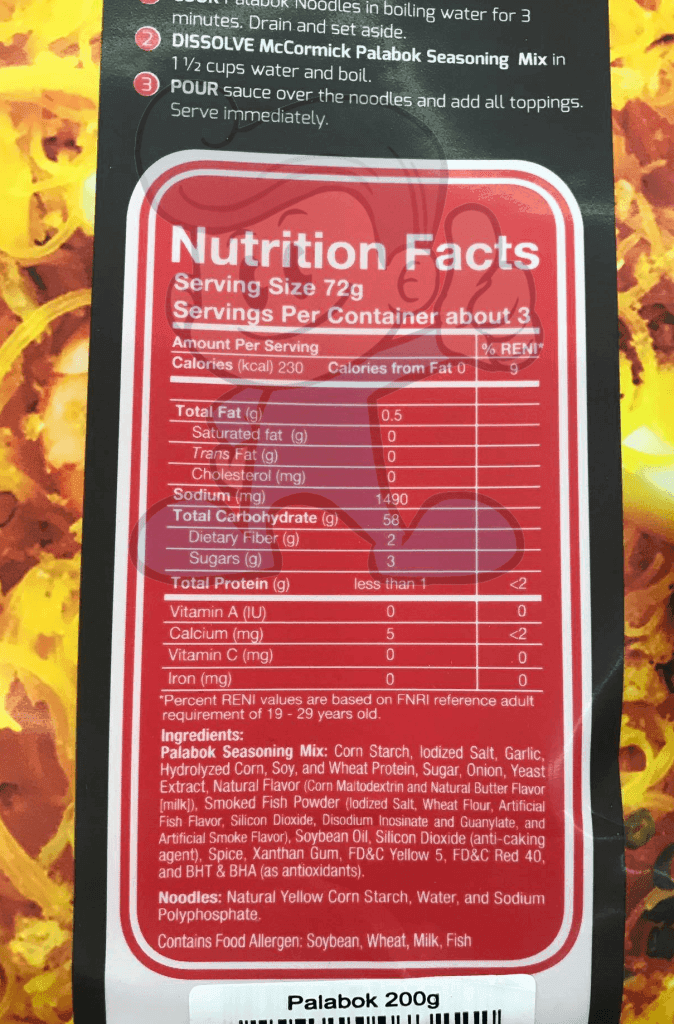 Noodles in boiling water for 3
minutes. Drain and set aside.
2 DISSOLVE McCormick Palabok Seasoning Mix in
1 1/2 cups water and boil.
3 POUR sauce over the noodles and add all toppings.
Serve immediately.
Nutrition Facts
Serving Size 72g
Servings Per Container about 3
Amount Per Serving % RENI*
Calories (kcal) 230 Calories from Fat 0 9
Total Fat (g) 0.5
Saturated fat (g) 0
Trans Fat (g) 0
Cholesterol (mg) 0
Sodium (mg) 1490
Total Carbohydrate (g) 58
Dietary Fiber (g) 2
Sugars (g) 3
Total Protein (g) less than 1 <2
Vitamin A (IU) 0 0
Calcium (mg) 5 <2
Vitamin C (mg) 0 0
Iron (mg) 0 0
*Percent RENI values are based on FNRI reference adult
requirement of 19 - 29 years old.
Ingredients:
Palabok Seasoning Mix: Corn Starch, Iodized Salt, Garlic,
Hydrolyzed Corn, Soy, and Wheat Protein, Sugar, Onion, Yeast
Extract, Natural Flavor (Corn Maltodextrin and Natural Butter Flavor
[milk]), Smoked Fish Powder (Iodized Salt, Wheat Flour, Artificial
Fish Flavor, Silicon Dioxide, Disodium Inosinate and Guanylate, and
Artificial Smoke Flavor), Soybean Oil, Silicon Dioxide (anti-caking
agent), Spice, Xanthan Gum, FD&C Yellow 5, FD&C Red 40,
and BHT & BHA (as antioxidants).
Noodles: Natural Yellow Corn Starch, Water, and Sodium
Polyphosphate.
Contains Food Allergen: Soybean, Wheat, Milk, Fish
Palabok 200g